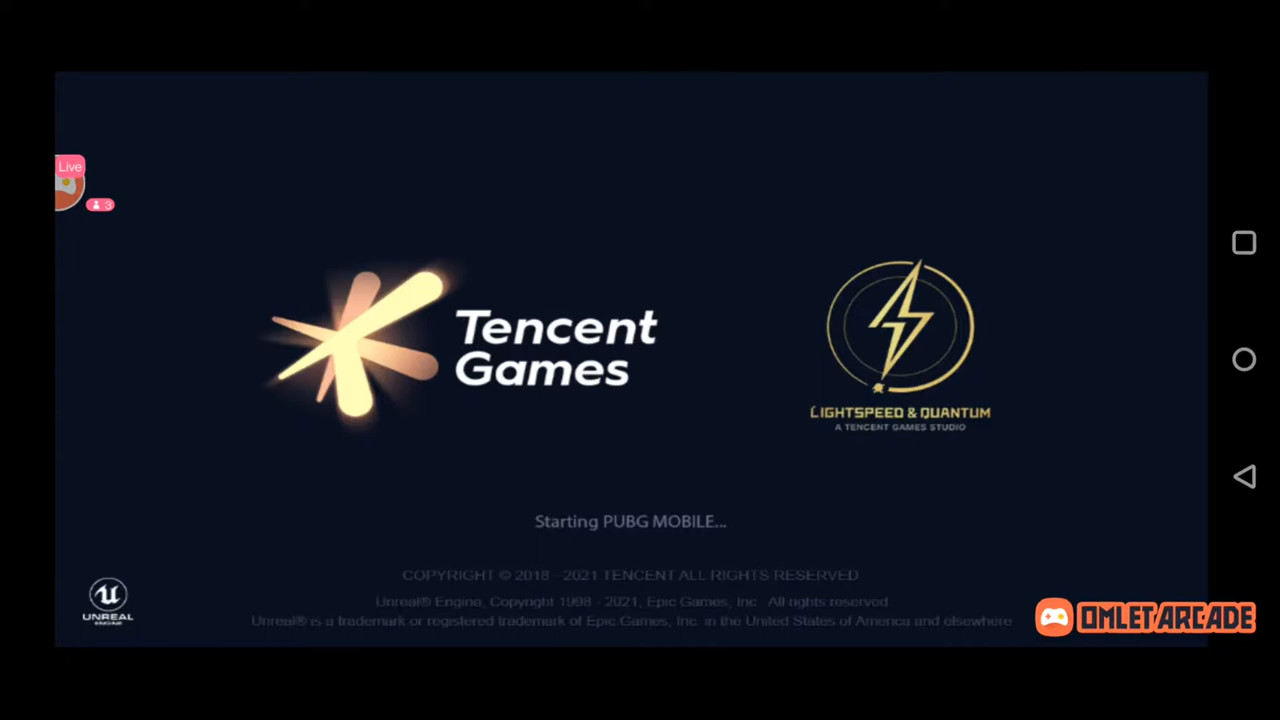 Live
3
Tencent
Games
LIGHTSPEED & QUANTUM
A TENCENT GAMES STUDIO
Starting PUBG MOBILE...
COPYRIGHT © 2018 - 2021 TENCENT ALL RIGHTS RESERVED
Unreal® Engine, Copyright 1998 - 2021, Epic Games, Inc. All rights reserved
Unreal® is a trademark or registered trademark of Epic Games, Inc. in the United States of America and elsewhere
UNREAL
ENGINE
OMLET ARCADE